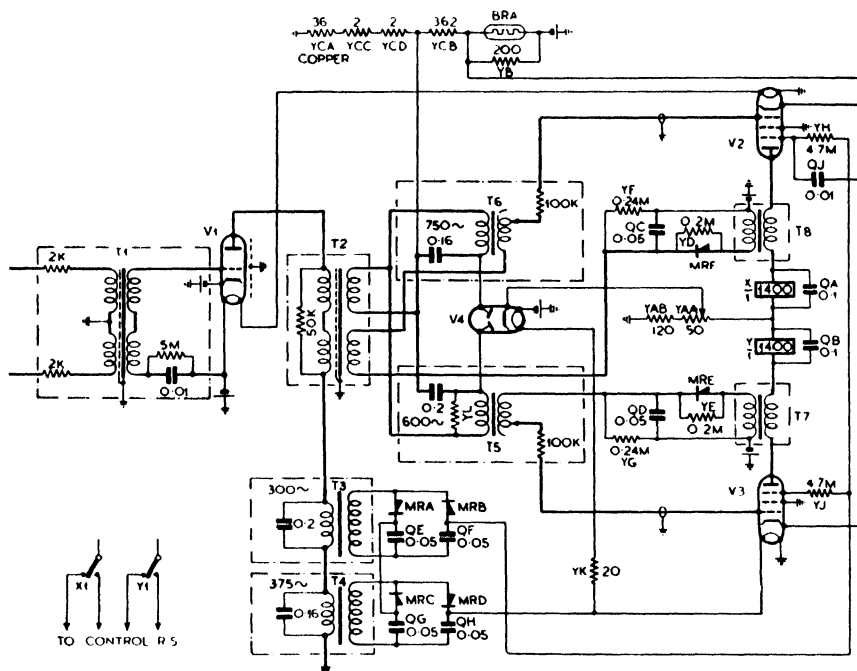 36
2
2
362
BRA
YCA
YCC
YCD
YCB
COPPER
200
YB
V2
YH
4.7M
QJ
0.01
T6
100K
750~
0.16
YF
0.24M
QC
0.05
0.2M
YD
MRF
T8
V1
T1
2K
T2
50K
5M
0.01
2K
V4
YAB
120
YAA
50
X
1
1400
QA
0.1
Y
1
1400
QB
0.1
0.2
600~
YL
T5
100K
QD
0.05
MRE
YE
0.2M
0.24M
YG
T7
V3
4.7M
YJ
300~
T3
0.2
MRA
MRB
QE
0.05
QF
0.05
375~
T4
0.16
MRC
MRD
QG
0.05
QH
0.05
YK
20
X1
Y1
TO CONTROL R S